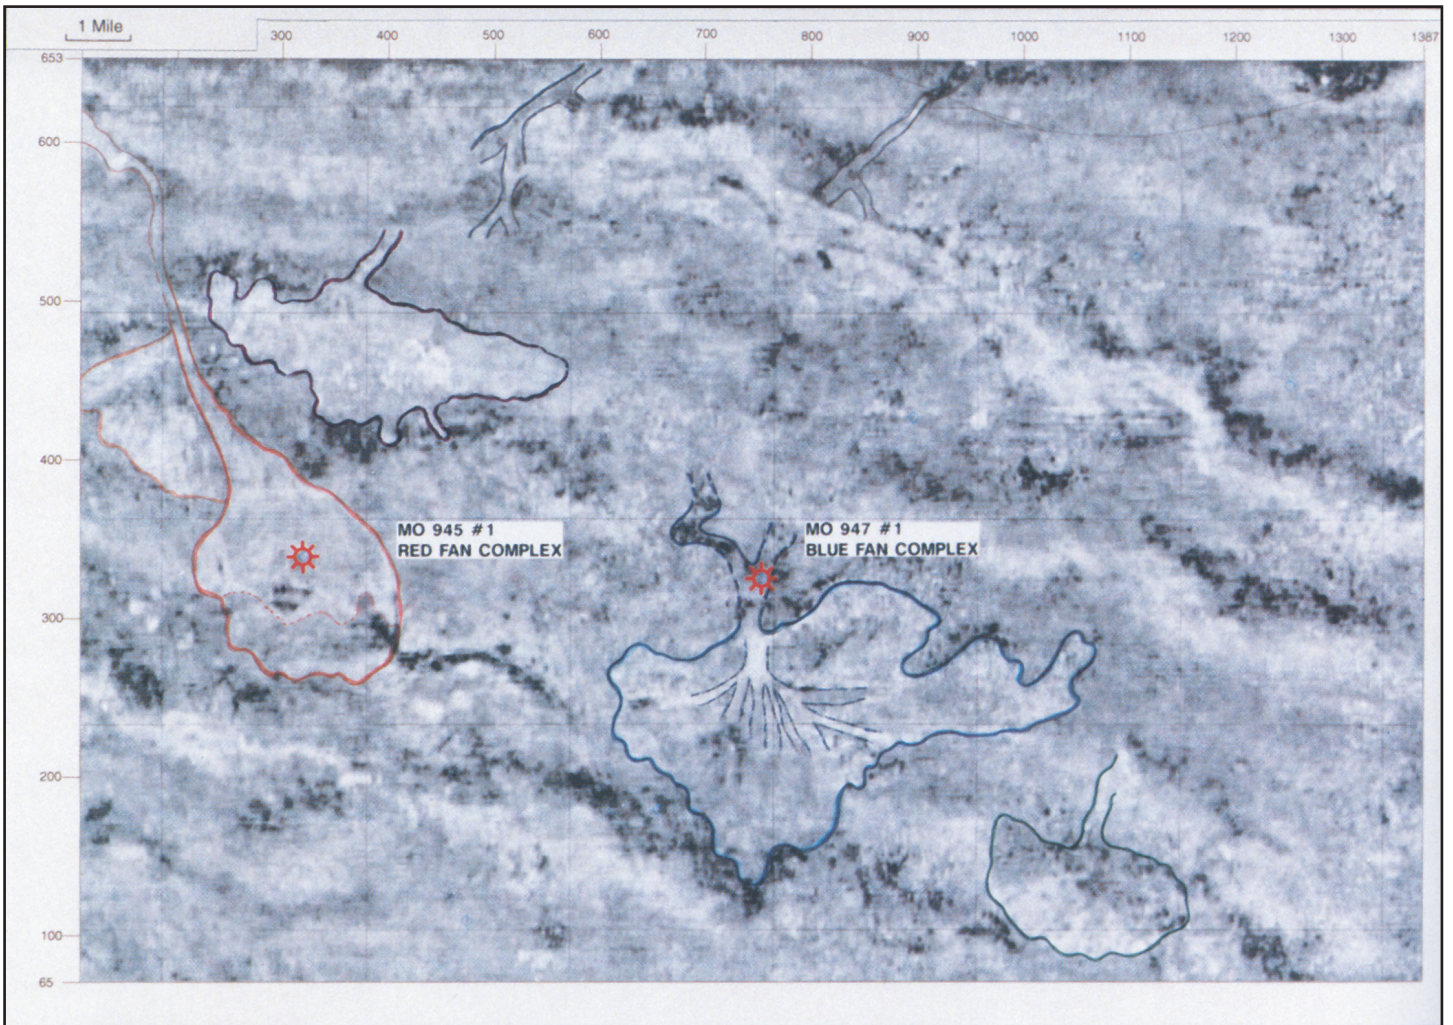 1 Mile
300 400 500 600 700 800 900 1000 1100 1200 1300 1387
653
600
500
400
MO 945 #1
RED FAN COMPLEX
MO 947 #1
BLUE FAN COMPLEX
300
200
100
65